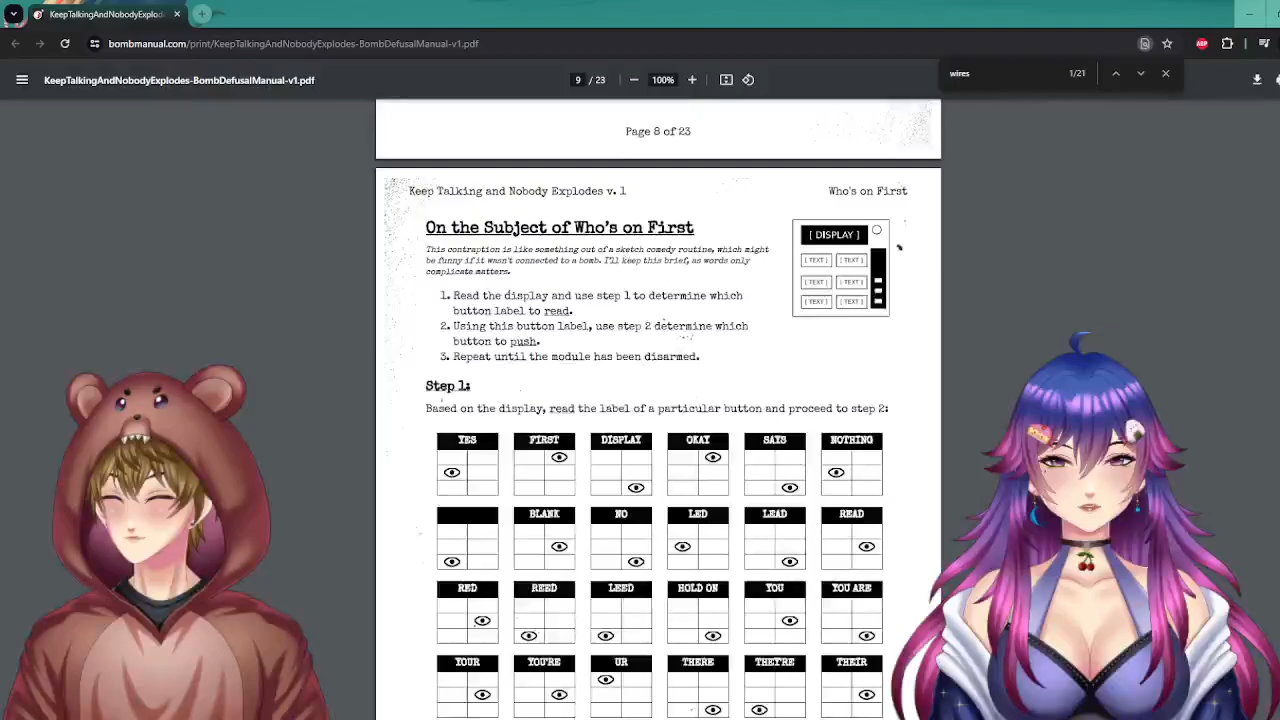 KeepTalkingAndNobodyExplod
bombmanual.com/print/KeepTalkingAndNobodyExplodes-BombDefusalManual-v1.pdf
ABP
KeepTalkingAndNobodyExplodes-BombDefusalManual-v1.pdf
9 / 23
100%
wires
1/21
Page 8 of 23
Keep Talking and Nobody Explodes v. 1
Who's on First
On the Subject of Who's on First
This contraption is like something out of a sketch comedy routine, which might
be funny if it wasn't connected to a bomb. I'll keep this brief, as words only
complicate matters.
[ DISPLAY ]
[ TEXT ] [ TEXT ]
[ TEXT ] [ TEXT ]
[ TEXT ] [ TEXT ]
1. Read the display and use step 1 to determine which
button label to read.
2. Using this button label, use step 2 determine which
button to push.
3. Repeat until the module has been disarmed.
Step 1:
Based on the display, read the label of a particular button and proceed to step 2:
YES FIRST DISPLAY OKAY SAYS NOTHING
BLANK NO LED LEAD READ
RED REED LEED HOLD ON YOU YOU ARE
YOUR YOU'RE UR THERE THEY'RE THEIR